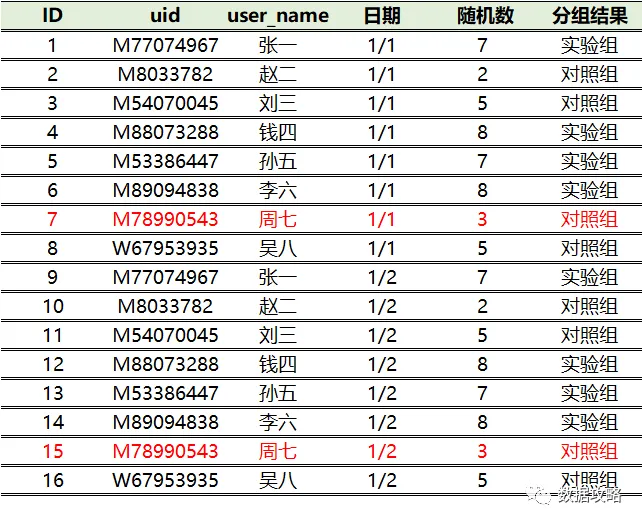 ID uid user_name 日期 随机数 分组结果
1 M77074967 张一 1/1 7 实验组
2 M8033782 赵二 1/1 2 对照组
3 M54070045 刘三 1/1 5 对照组
4 M88073288 钱四 1/1 8 实验组
5 M53386447 孙五 1/1 7 实验组
6 M89094838 李六 1/1 8 实验组
7 M78990543 周七 1/1 3 对照组
8 W67953935 吴八 1/1 5 对照组
9 M77074967 张一 1/2 7 实验组
10 M8033782 赵二 1/2 2 对照组
11 M54070045 刘三 1/2 5 对照组
12 M88073288 钱四 1/2 8 实验组
13 M53386447 孙五 1/2 7 实验组
14 M89094838 李六 1/2 8 实验组
15 M78990543 周七 1/2 3 对照组
16 W67953935 吴八 1/2 5 对照组
数据攻略